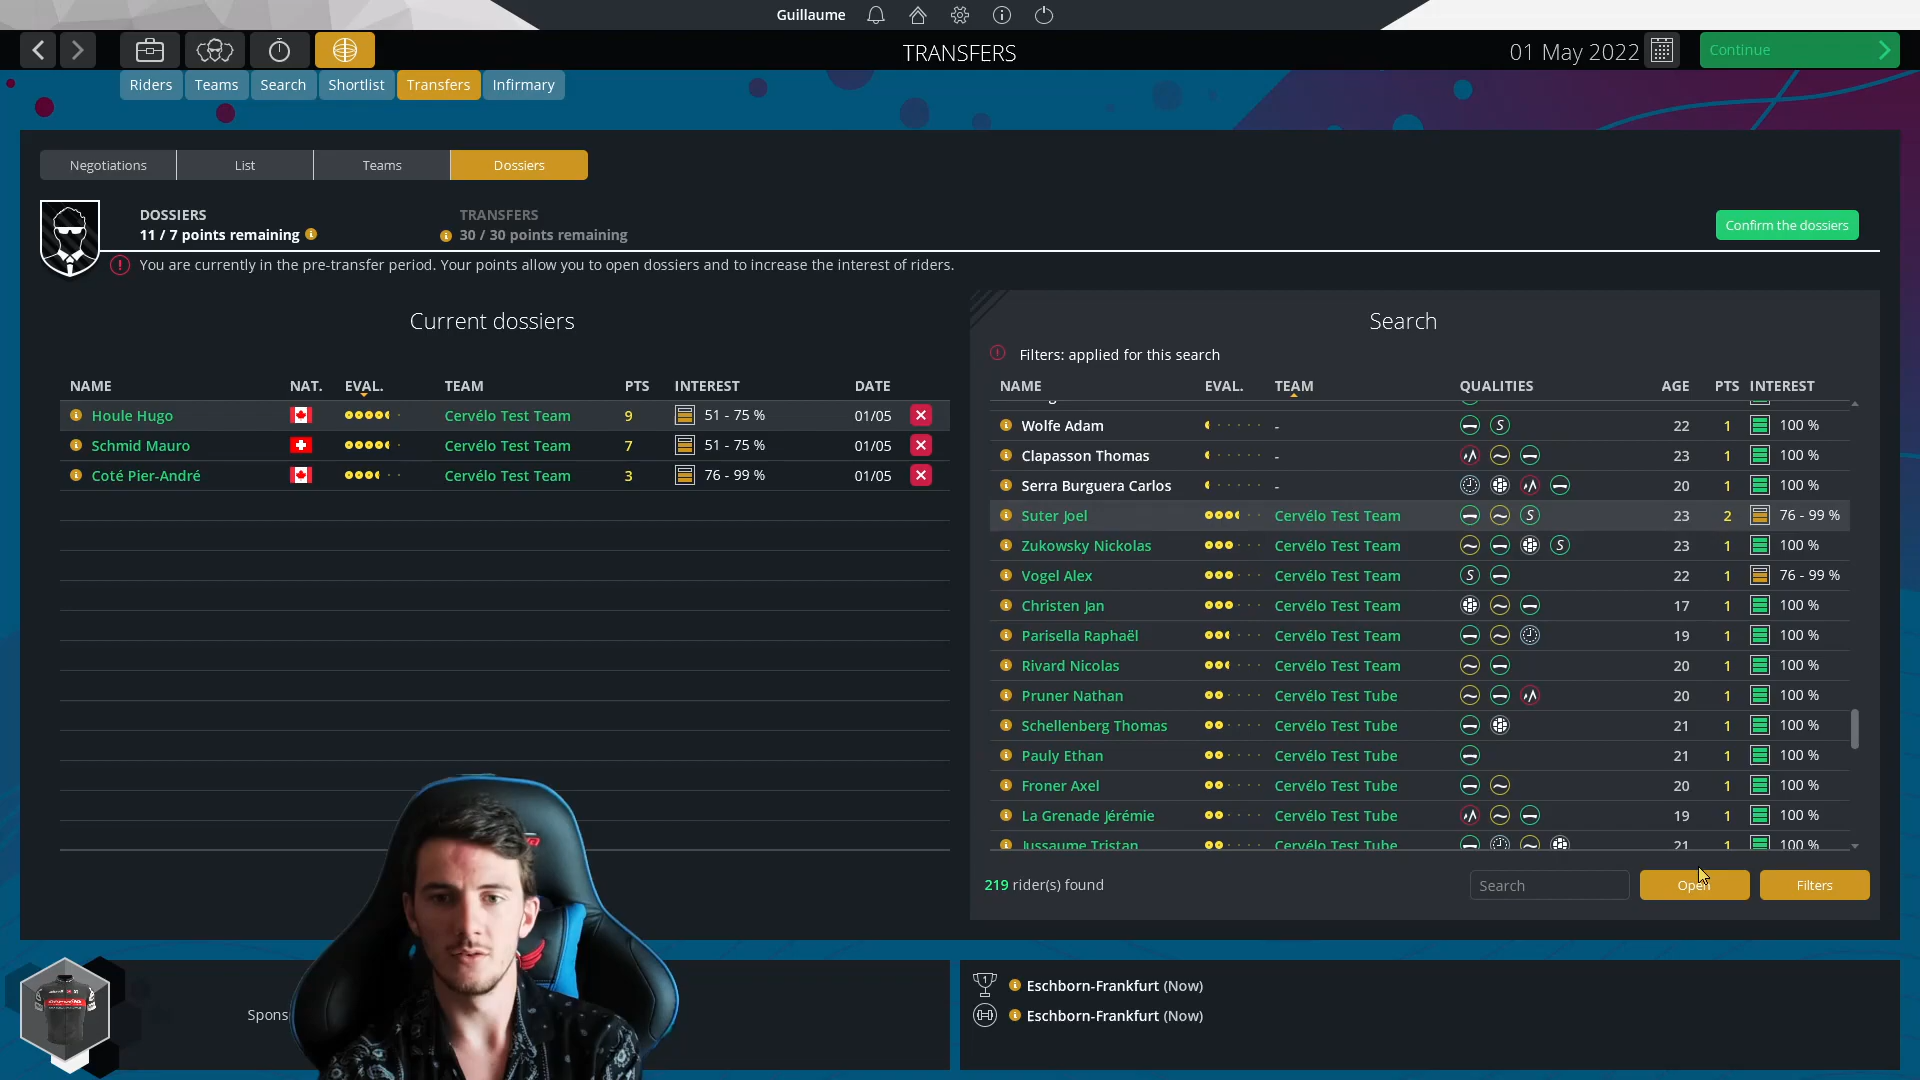 Guillaume
TRANSFERS
01 May 2022
Continue
Riders
Teams
Search
Shortlist
Transfers
Infirmary
Negotiations
List
Teams
Dossiers
DOSSIERS
11 / 7 points remaining
TRANSFERS
30 / 30 points remaining
Confirm the dossiers
You are currently in the pre-transfer period. Your points allow you to open dossiers and to increase the interest of riders.
Current dossiers
NAME NAT. EVAL. TEAM PTS INTEREST DATE
Houle Hugo Cervélo Test Team 9 51 - 75 % 01/05
Schmid Mauro Cervélo Test Team 7 51 - 75 % 01/05
Coté Pier-André Cervélo Test Team 3 76 - 99 % 01/05
Search
Filters: applied for this search
NAME EVAL. TEAM QUALITIES AGE PTS INTEREST
Wolfe Adam - S 22 1 100 %
Clapasson Thomas - 23 1 100 %
Serra Burguera Carlos - 20 1 100 %
Suter Joel Cervélo Test Team S 23 2 76 - 99 %
Zukowsky Nickolas Cervélo Test Team S 23 1 100 %
Vogel Alex Cervélo Test Team S 22 1 76 - 99 %
Christen Jan Cervélo Test Team 17 1 100 %
Parisella Raphaël Cervélo Test Team 19 1 100 %
Rivard Nicolas Cervélo Test Team 20 1 100 %
Pruner Nathan Cervélo Test Tube 20 1 100 %
Schellenberg Thomas Cervélo Test Tube 21 1 100 %
Pauly Ethan Cervélo Test Tube 21 1 100 %
Froner Axel Cervélo Test Tube 20 1 100 %
La Grenade Jérémie Cervélo Test Tube 19 1 100 %
Jussaume Tristan Cervélo Test Tube 21 1 100 %
219 rider(s) found
Search
Open
Filters
Spons
Eschborn-Frankfurt (Now)
Eschborn-Frankfurt (Now)